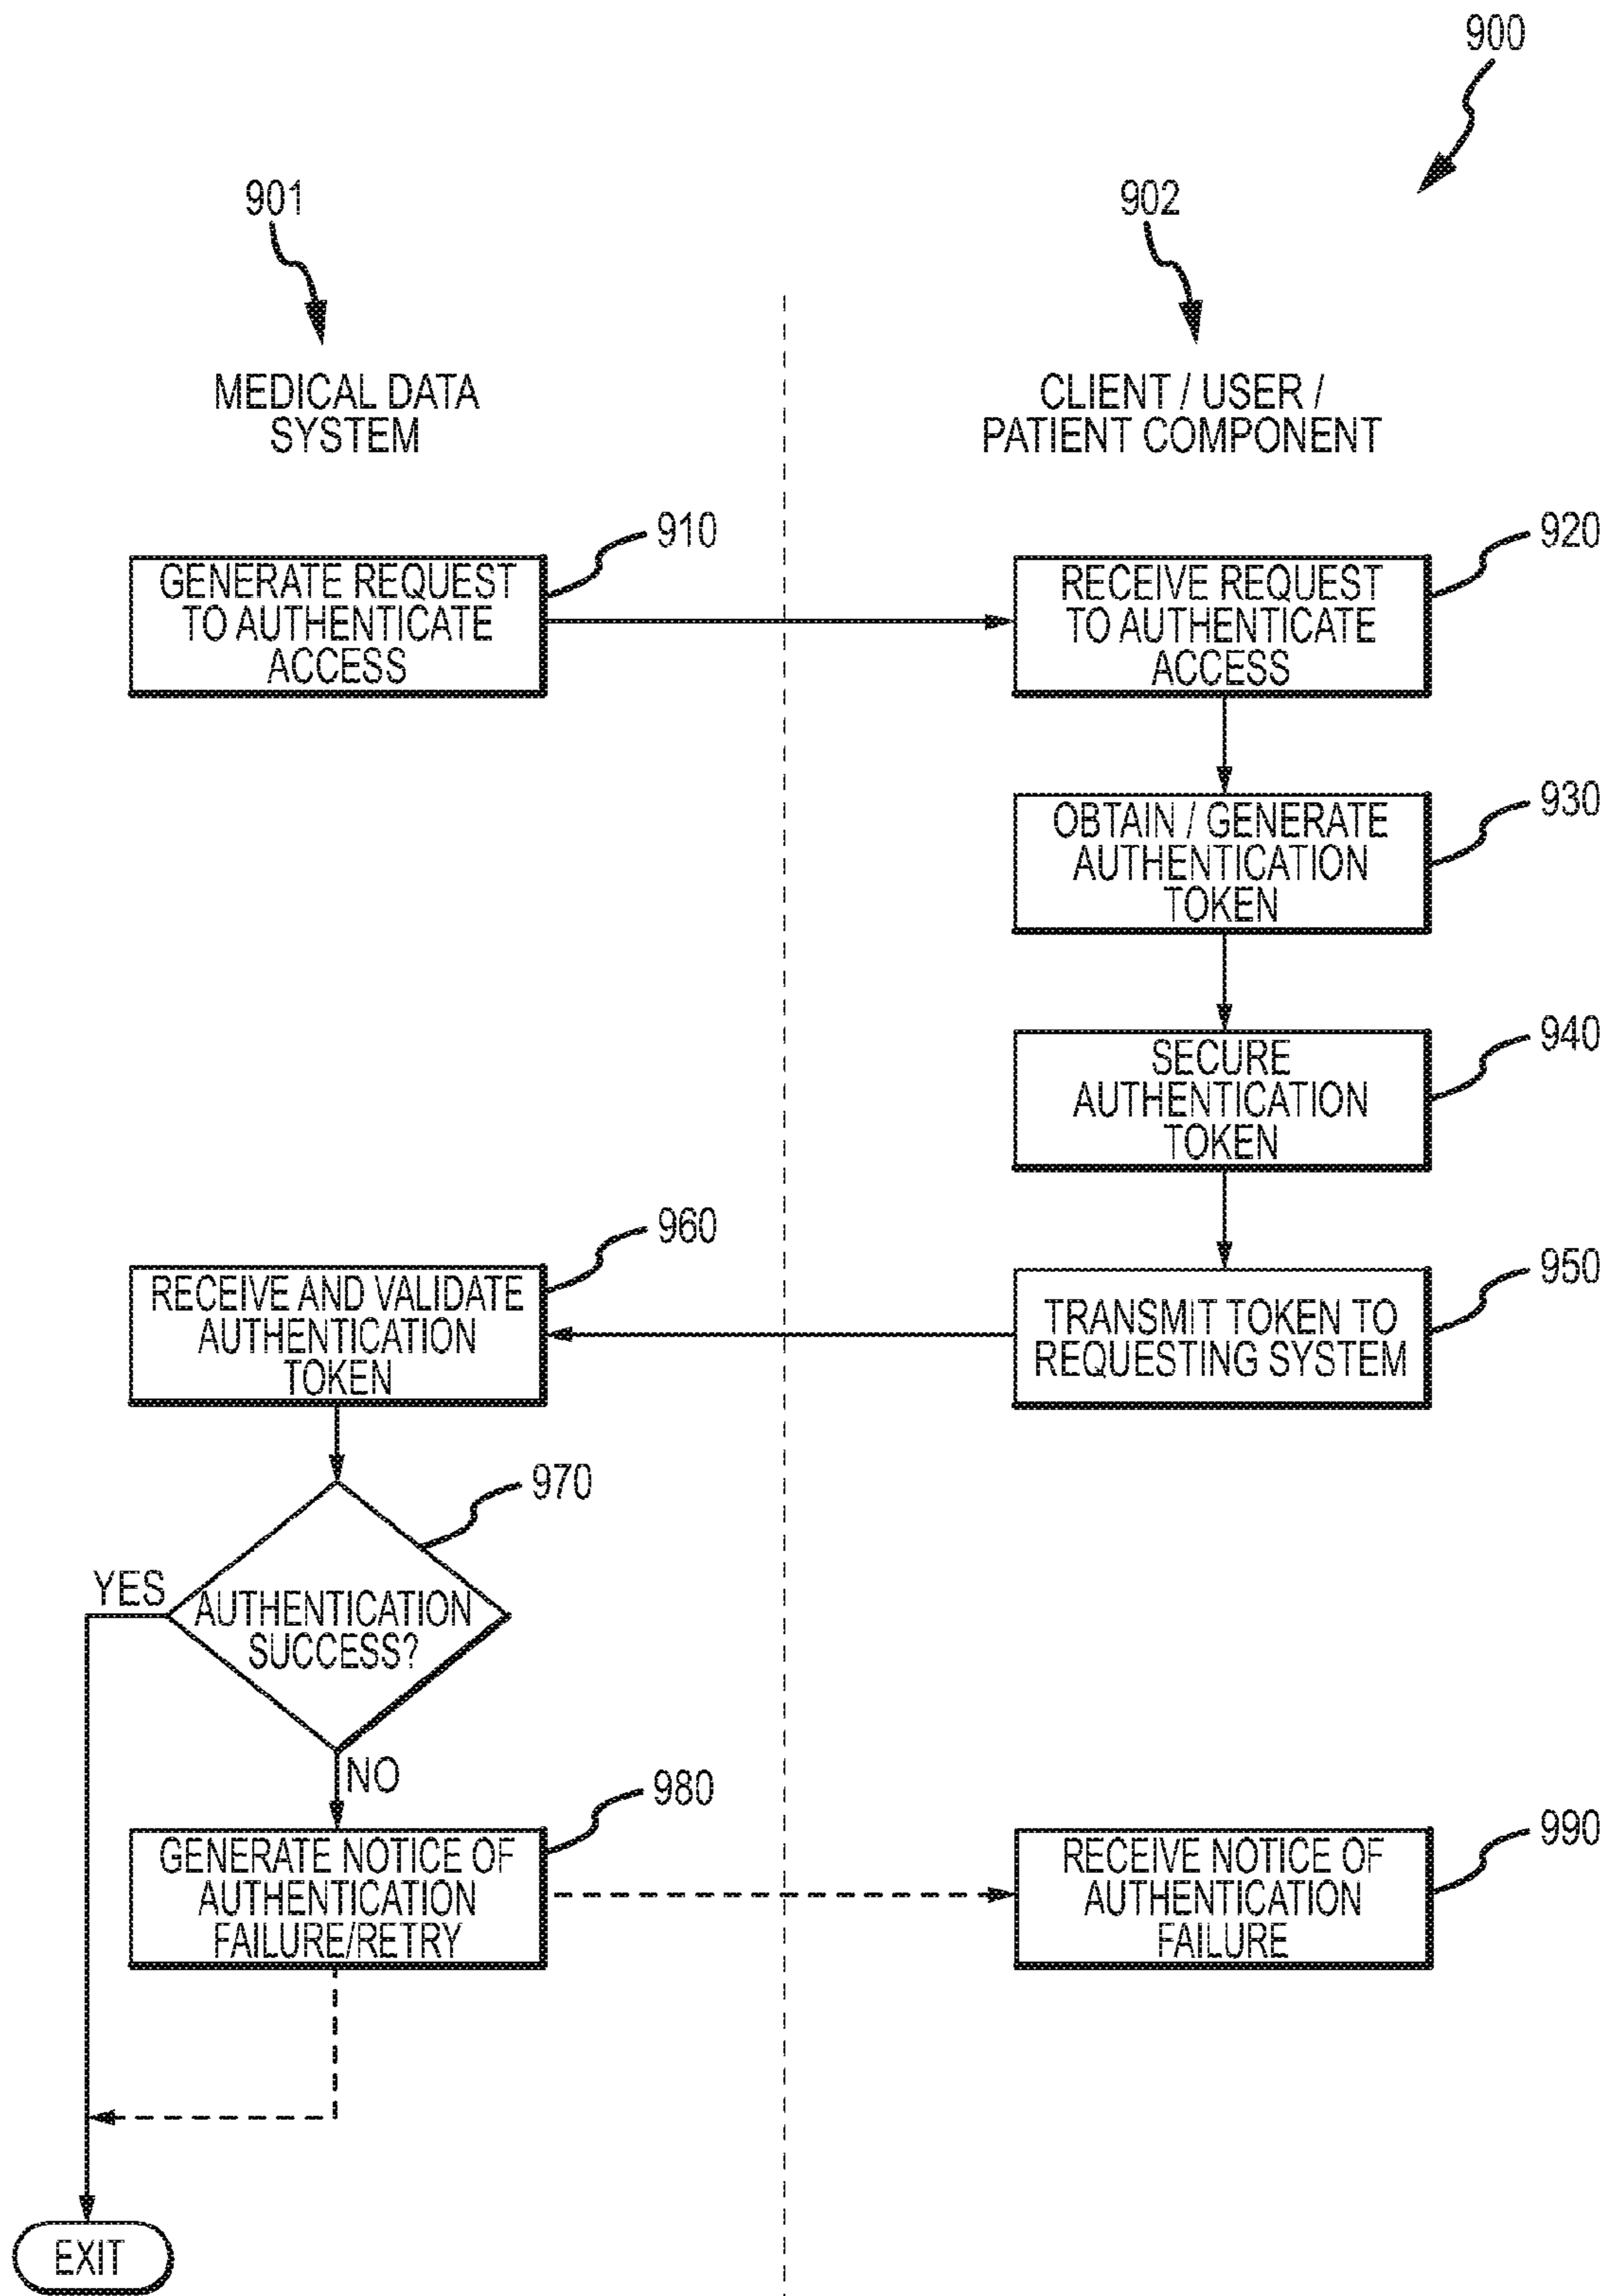 900
901
902
MEDICAL DATA
SYSTEM
CLIENT / USER /
PATIENT COMPONENT
910
GENERATE REQUEST
TO AUTHENTICATE
ACCESS
920
RECEIVE REQUEST
TO AUTHENTICATE
ACCESS
930
OBTAIN / GENERATE
AUTHENTICATION
TOKEN
940
SECURE
AUTHENTICATION
TOKEN
950
TRANSMIT TOKEN TO
REQUESTING SYSTEM
960
RECEIVE AND VALIDATE
AUTHENTICATION
TOKEN
970
YES
AUTHENTICATION
SUCCESS?
NO
980
GENERATE NOTICE OF
AUTHENTICATION
FAILURE/RETRY
990
RECEIVE NOTICE OF
AUTHENTICATION
FAILURE
EXIT